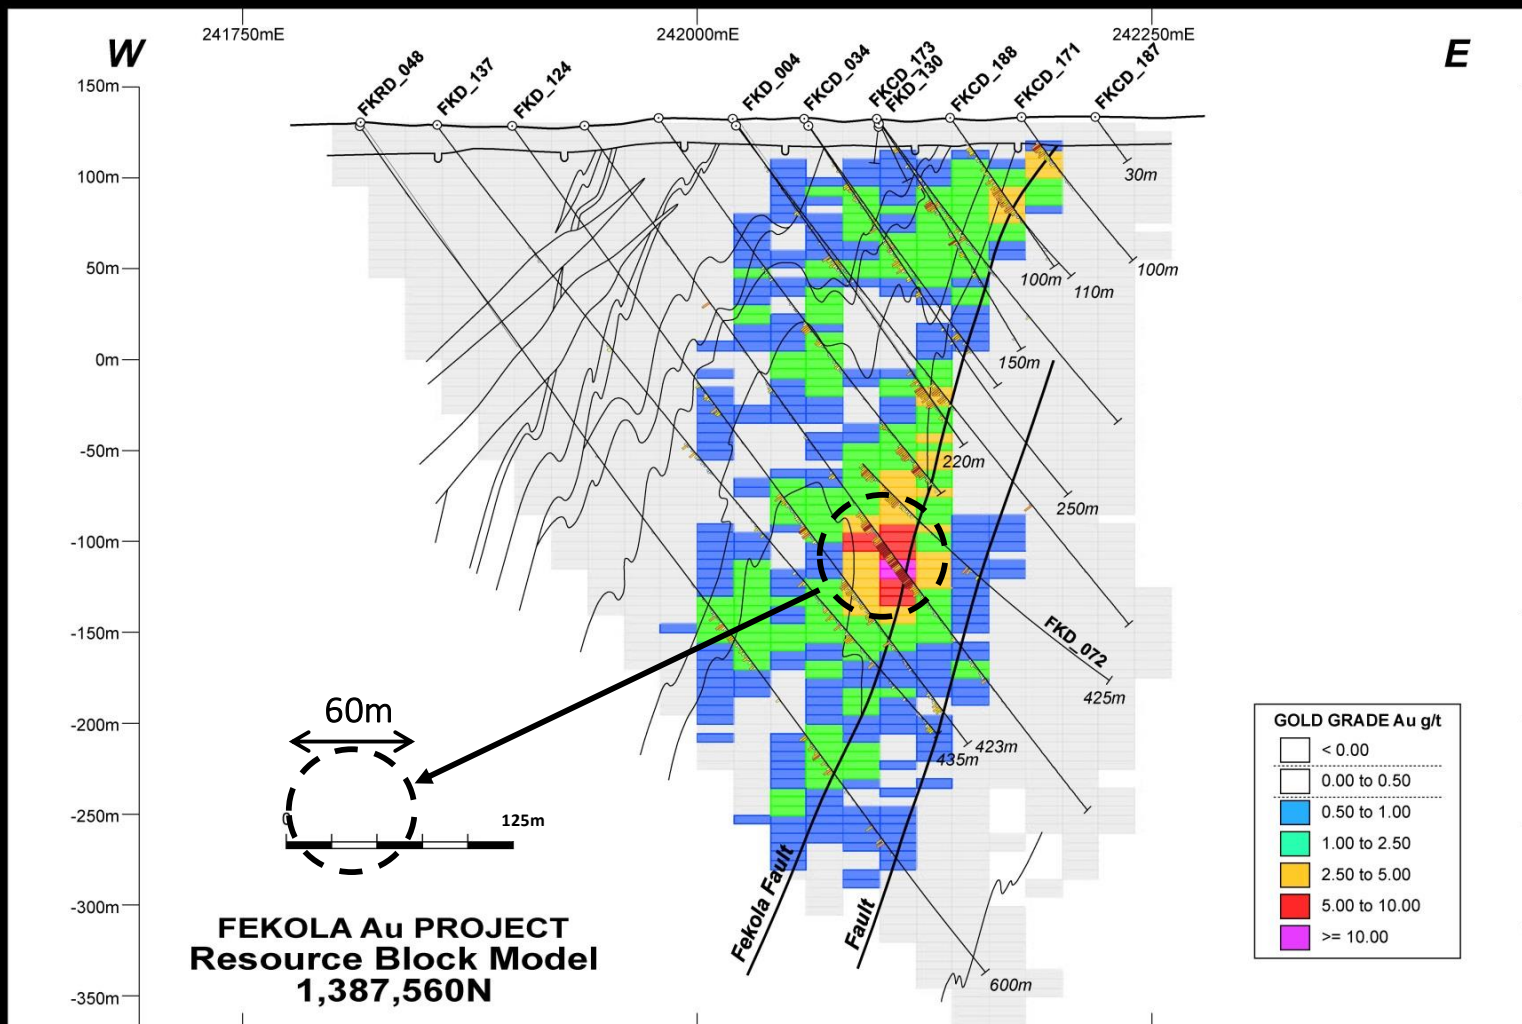 241750mE
242000mE
242250mE
W
E
FKRD_048
FKD_137
FKD_124
FKD_004
FKCD_034
FKCD_173
FKD_130
FKCD_188
FKCD_171
FKCD_187
150m
100m
50m
0m
-50m
-100m
-150m
-200m
-250m
-300m
-350m
30m
100m
100m
110m
150m
220m
250m
FKD_072
425m
423m
435m
600m
Fekola Fault
Fault
60m
0
125m
FEKOLA Au PROJECT
Resource Block Model
1,387,560N
GOLD GRADE Au g/t
< 0.00
0.00 to 0.50
0.50 to 1.00
1.00 to 2.50
2.50 to 5.00
5.00 to 10.00
>= 10.00